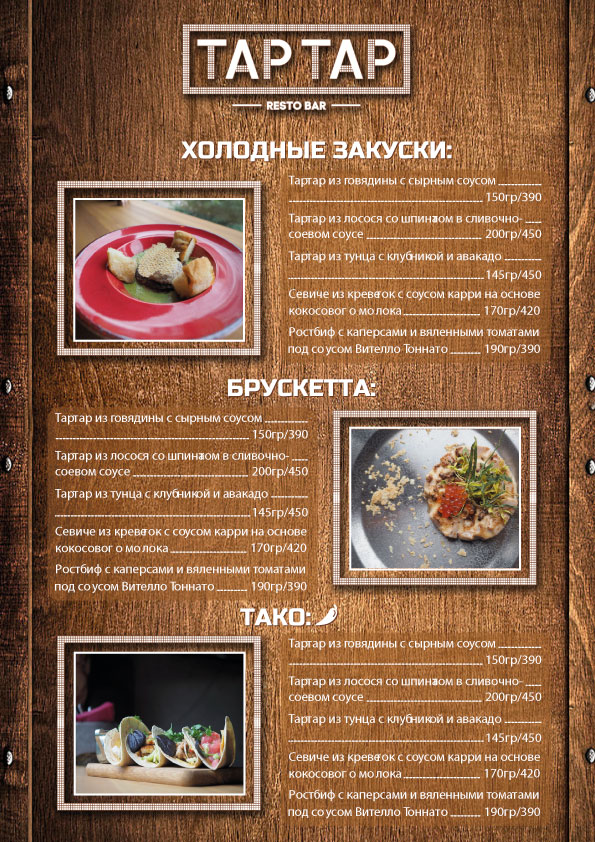 ТАР ТАР
RESTO BAR
ХОЛОДНЫЕ ЗАКУСКИ:
Тартар из говядины с сырным соусом
150гр/390
Тартар из лосося со шпинатом в сливочно-
соевом соусе 200гр/450
Тартар из тунца с клубникой и авакадо
145гр/450
Севиче из креветок с соусом карри на основе
кокосовог о молока 170гр/420
Ростбиф с каперсами и вяленными томатами
под соусом Вителло Тоннато 190гр/390
БРУСКЕТТА:
Тартар из говядины с сырным соусом
150гр/390
Тартар из лосося со шпинатом в сливочно-
соевом соусе 200гр/450
Тартар из тунца с клубникой и авакадо
145гр/450
Севиче из креветок с соусом карри на основе
кокосовог о молока 170гр/420
Ростбиф с каперсами и вяленными томатами
под соусом Вителло Тоннато 190гр/390
ТАКО:
Тартар из говядины с сырным соусом
150гр/390
Тартар из лосося со шпинатом в сливочно-
соевом соусе 200гр/450
Тартар из тунца с клубникой и авакадо
145гр/450
Севиче из креветок с соусом карри на основе
кокосовог о молока 170гр/420
Ростбиф с каперсами и вяленными томатами
под соусом Вителло Тоннато 190гр/390